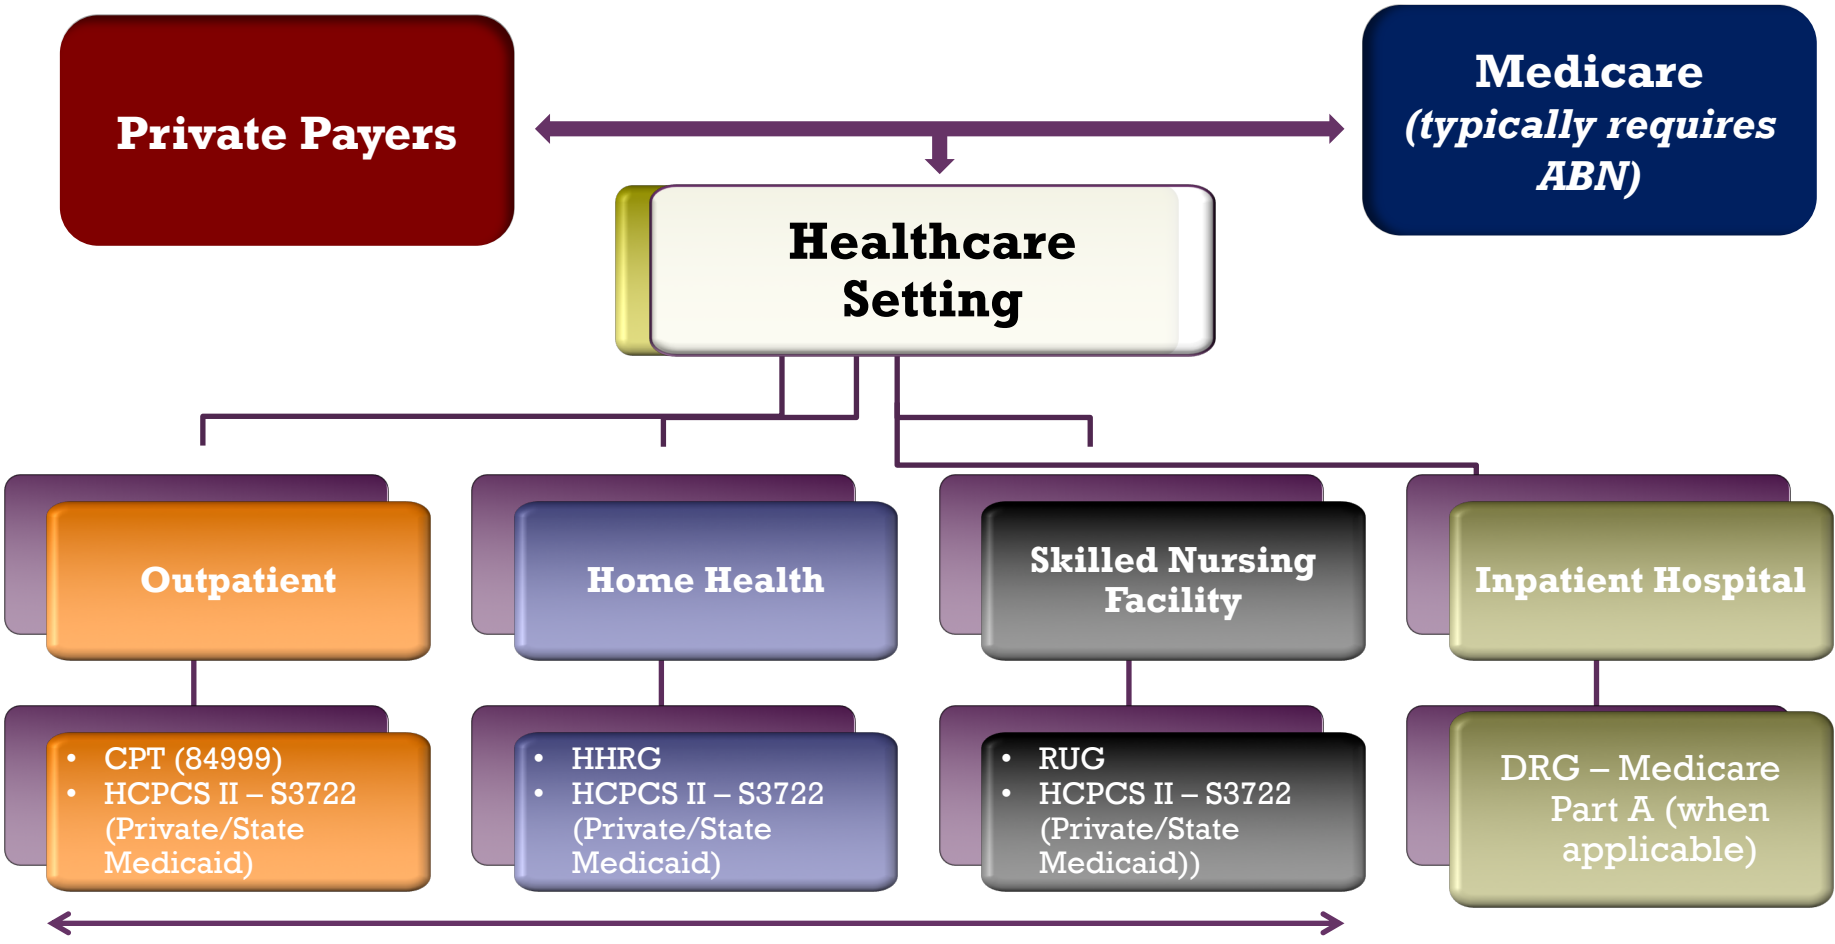 Private Payers
Medicare
(typically requires
ABN)
Healthcare
Setting
Outpatient
Home Health
Skilled Nursing
Facility
Inpatient Hospital
• CPT (84999)
• HCPCS II – S3722
(Private/State
Medicaid)
• HHRG
• HCPCS II – S3722
(Private/State
Medicaid)
• RUG
• HCPCS II – S3722
(Private/State
Medicaid))
DRG – Medicare
Part A (when
applicable)